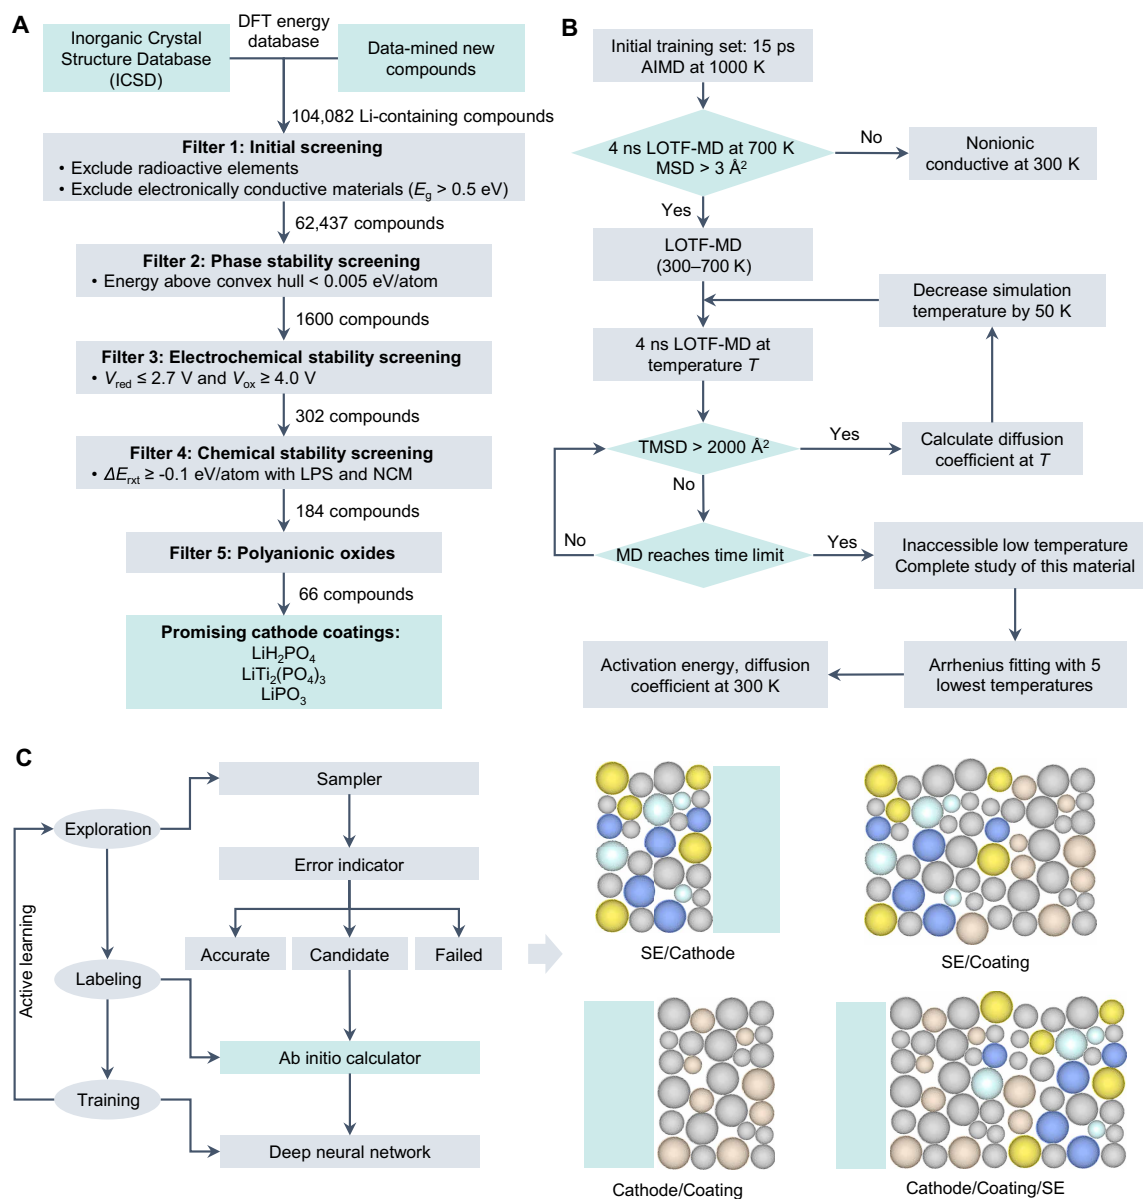 A
Inorganic Crystal
Structure Database
(ICSD)
DFT energy
database
Data-mined new
compounds
104,082 Li-containing compounds
Filter 1: Initial screening
• Exclude radioactive elements
• Exclude electronically conductive materials (Eg > 0.5 eV)
62,437 compounds
Filter 2: Phase stability screening
• Energy above convex hull < 0.005 eV/atom
1600 compounds
Filter 3: Electrochemical stability screening
• Vred ≤ 2.7 V and Vox ≥ 4.0 V
302 compounds
Filter 4: Chemical stability screening
• ΔErxt ≥ -0.1 eV/atom with LPS and NCM
184 compounds
Filter 5: Polyanionic oxides
66 compounds
Promising cathode coatings:
LiH₂PO₄
LiTi₂(PO₄)₃
LiPO₃
B
Initial training set: 15 ps
AIMD at 1000 K
4 ns LOTF-MD at 700 K
MSD > 3 Å²
No
Nonionic
conductive at 300 K
Yes
LOTF-MD
(300–700 K)
Decrease simulation
temperature by 50 K
4 ns LOTF-MD at
temperature T
TMSD > 2000 Å²
Yes
Calculate diffusion
coefficient at T
No
MD reaches time limit
No
Yes
Inaccessible low temperature
Complete study of this material
Arrhenius fitting with 5
lowest temperatures
Activation energy, diffusion
coefficient at 300 K
C
Active learning
Exploration
Labeling
Training
Sampler
Error indicator
Accurate
Candidate
Failed
Ab initio calculator
Deep neural network
SE/Cathode
SE/Coating
Cathode/Coating
Cathode/Coating/SE